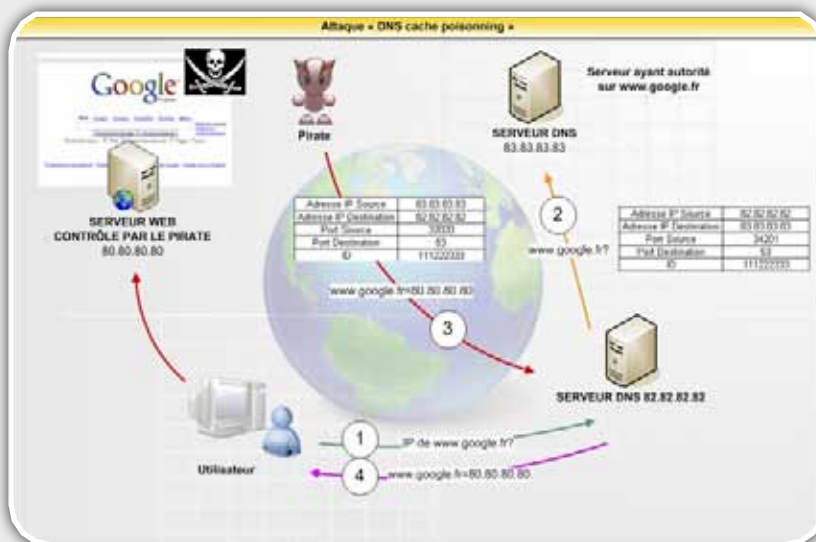 Attaque « DNS cache poisonning »
Google
Pirate
SERVEUR DNS
83.83.83.83
Serveur ayant autorité
sur www.google.fr
SERVEUR WEB
CONTRÔLE PAR LE PIRATE
80.80.80.80
Adresse IP Source 83.83.83.83
Adresse IP Destination 82.82.82.82
Port Source
Port Destination 53
ID 111222333
www.google.fr=80.80.80.80
3
2
www.google.fr?
Adresse IP Source 82.82.82.82
Adresse IP Destination 83.83.83.83
Port Source 34201
Port Destination 53
ID 111222333
SERVEUR DNS 82.82.82.82
1
IP de www.google.fr?
4
www.google.fr=80.80.80.80
Utilisateur